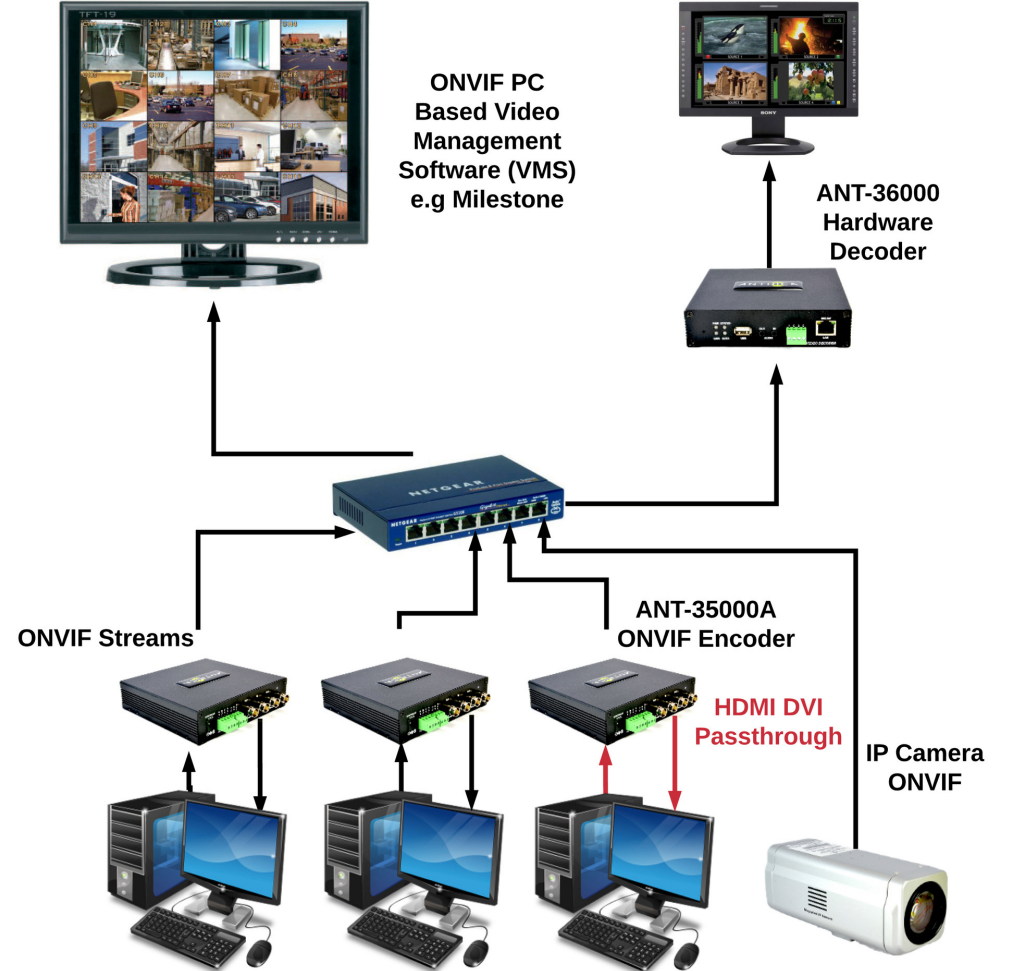 TFT-19
ONVIF PC
Based Video
Management
Software (VMS)
e.g Milestone
SONY
ANT-36000
Hardware
Decoder
NETGEAR
NETGEAR
ONVIF Streams
ANT-35000A
ONVIF Encoder
HDMI DVI
Passthrough
IP Camera
ONVIF